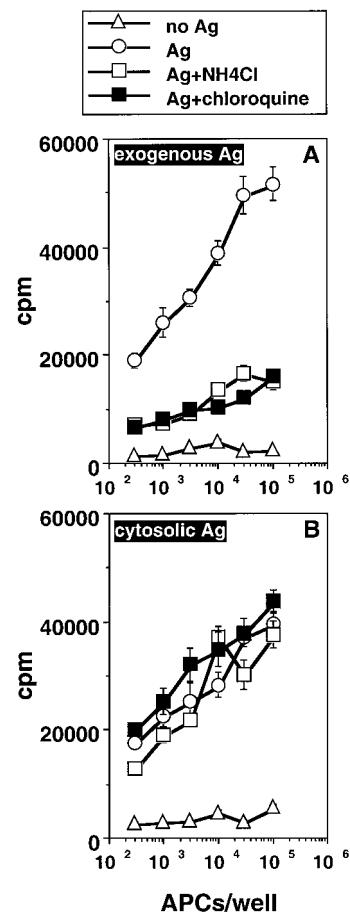 no Ag
Ag
Ag+NH4Cl
Ag+chloroquine
60000
exogenous Ag
A
40000
cpm
20000
0
10 2 10 3 10 4 10 5 10 6
60000
cytosolic Ag
B
40000
cpm
20000
0
10 2 10 3 10 4 10 5 10 6
APCs/well